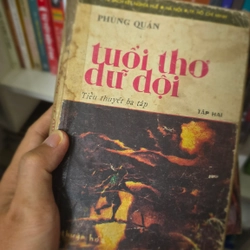 PHÙNG QUÁN
tuổi thơ
dữ dội
Tiểu thuyết ba tập
TẬP HAI